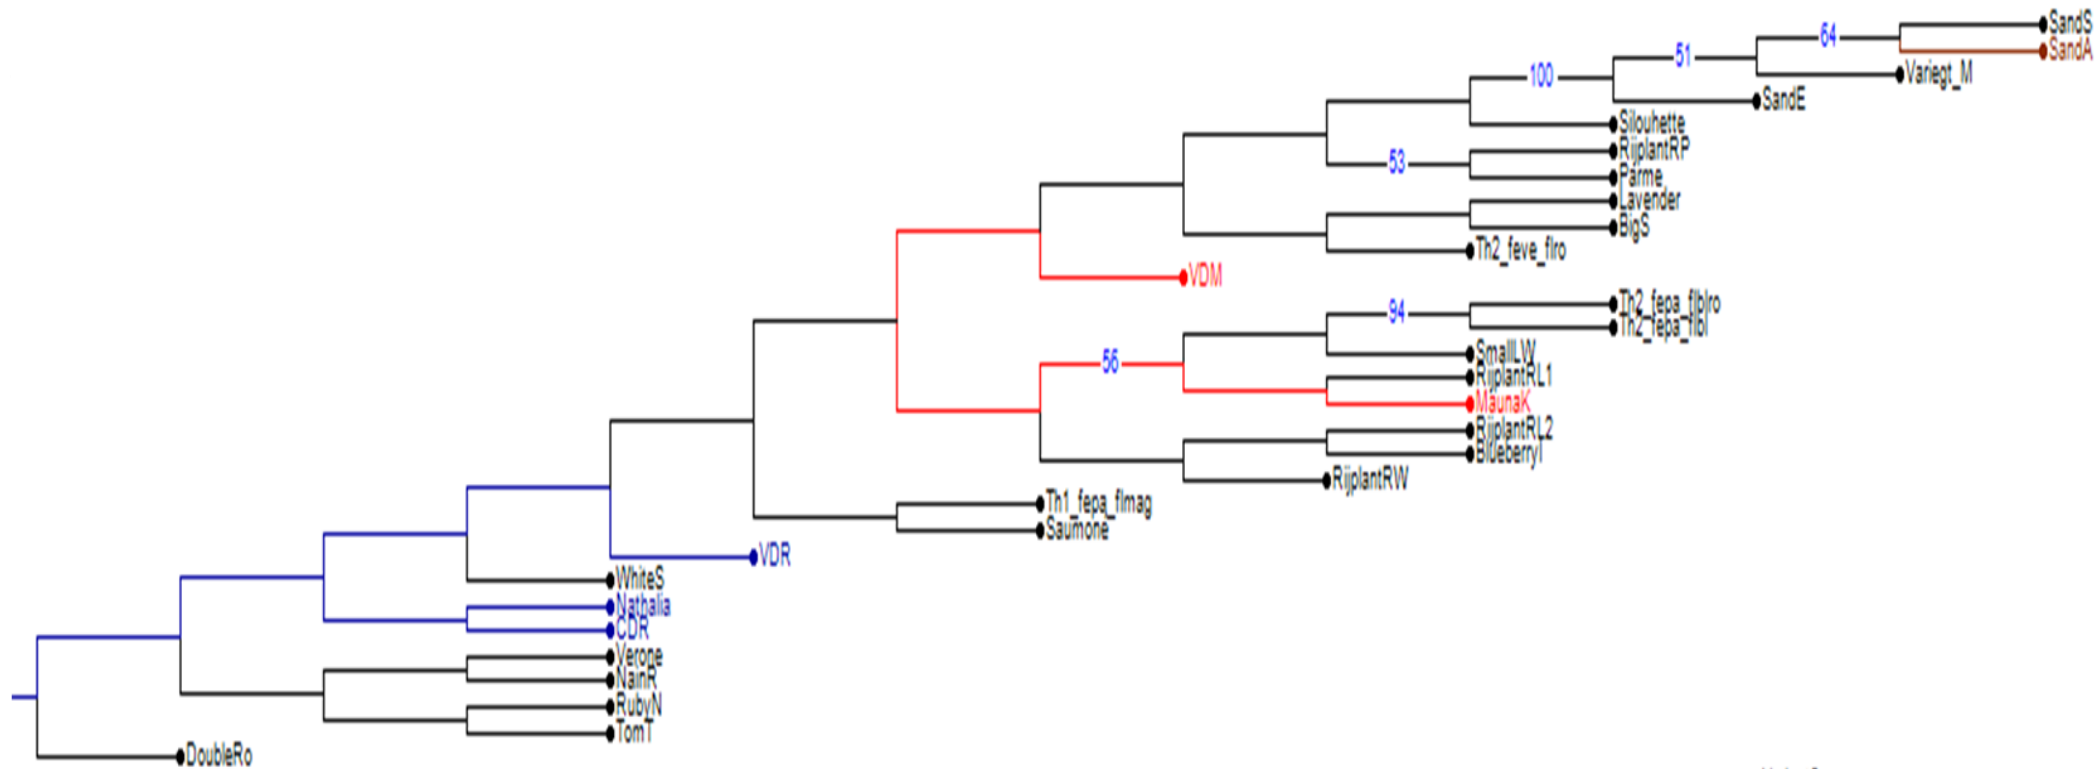 SandS
64
SandA
51
Variegt_M
100
SandE
Silouhette
RijplantRP
53
Parme
Lavender
BigS
Th2_feve_flro
VDM
Th2_fepa_flblro
94
Th2_fepa_flbl
SmallLW
56
RijplantRL1
MaunaK
RijplantRL2
BlueberryI
RijplantRW
Th1_fepa_flmag
Saumone
VDR
WhiteS
Nathalia
CDR
Verone
NainR
RubyN
TomT
DoubleRo